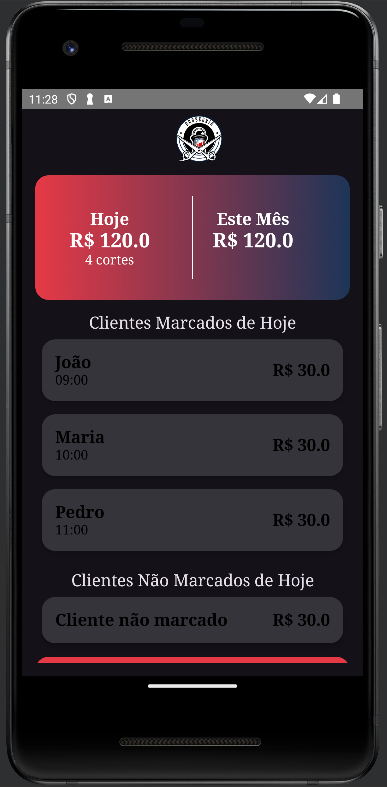 11:28
Hoje
R$ 120.0
4 cortes
Este Mês
R$ 120.0
Clientes Marcados de Hoje
João
09:00
R$ 30.0
Maria
10:00
R$ 30.0
Pedro
11:00
R$ 30.0
Clientes Não Marcados de Hoje
Cliente não marcado
R$ 30.0